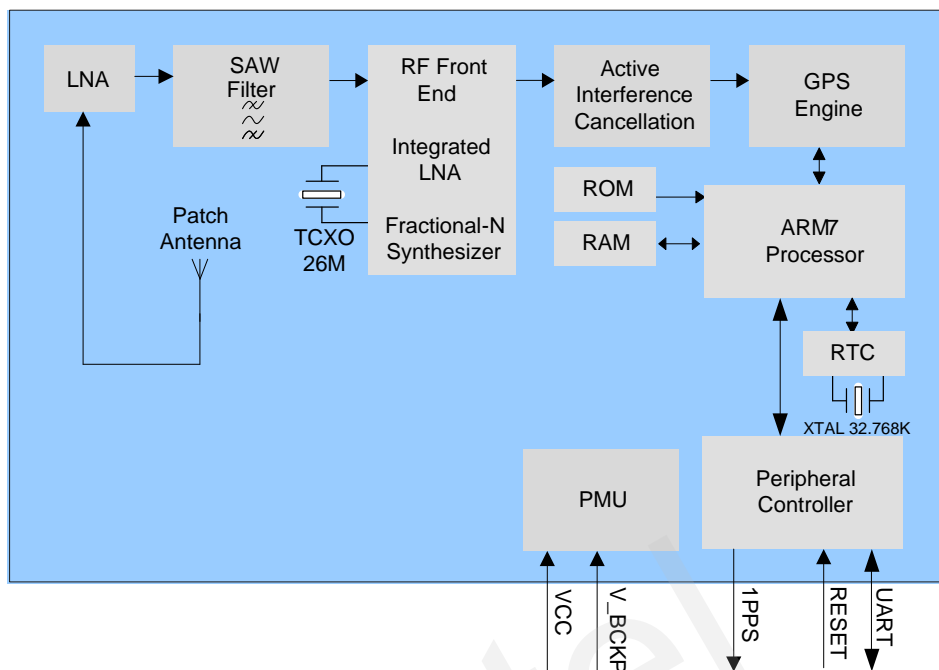 LNA
SAW
Filter
RF Front
End
Integrated
LNA
Fractional-N
Synthesizer
Active
Interference
Cancellation
GPS
Engine
TCXO
26M
Patch
Antenna
ROM
RAM
ARM7
Processor
RTC
XTAL 32.768K
PMU
Peripheral
Controller
VCC
V_BCKP
1PPS
RESET
UART